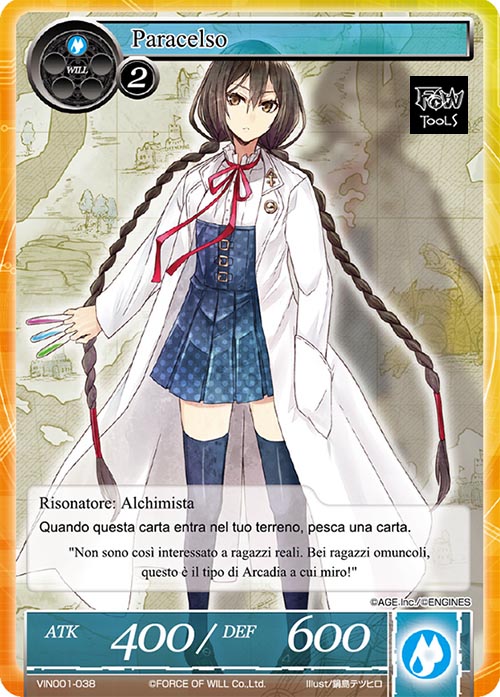 Paracelso
WILL
2
FOW
TOOLS
Risonatore: Alchimista
Quando questa carta entra nel tuo terreno, pesca una carta.
"Non sono così interessato a ragazzi reali. Bei ragazzi omuncoli,
questo è il tipo di Arcadia a cui miro!"
©AGE Inc./©ENGINES
ATK 400/ DEF 600
VIN001-038 ©FORCE OF WILL Co.,Ltd. Illust/鍋島テツヒロ